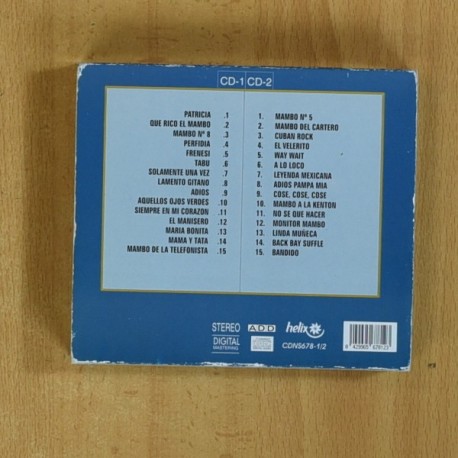 CD-1 CD-2
PATRICIA .1
QUE RICO EL MAMBO .2
MAMBO Nº 8 .3
PERFIDIA .4
FRENESI .5
TABU .6
SOLAMENTE UNA VEZ .7
LAMENTO GITANO .8
ADIOS .9
AQUELLOS OJOS VERDES .10
SIEMPRE EN MI CORAZON .11
EL MANISERO .12
MARIA BONITA .13
MAMA Y TATA .14
MAMBO DE LA TELEFONISTA .15
1. MAMBO Nº 5
2. MAMBO DEL CARTERO
3. CUBAN ROCK
4. EL VELERITO
5. WAY WAIT
6. A LO LOCO
7. LEYENDA MEXICANA
8. ADIOS PAMPA MIA
9. COSE, COSE, COSE
10. MAMBO A LA KENTON
11. NO SE QUE HACER
12. MONITOR MAMBO
13. LINDA MUÑECA
14. BACK BAY SUFFLE
15. BANDIDO
STEREO
DIGITAL
MASTERING
A D D
helix
CDNS678-1/2